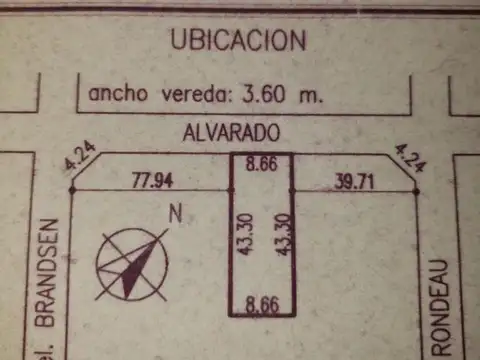 UBICACION
ancho vereda: 3.60 m.
ALVARADO
4.24
8.66
4.24
77.94
39.71
N
43.30
43.30
el. BRANDSEN
RONDEAU
8.66